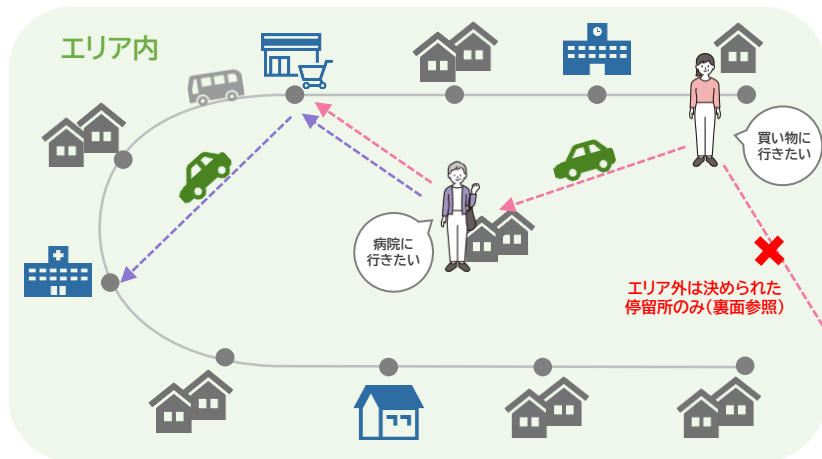 エリア内
買い物に
行きたい
病院に
行きたい
エリア外は決められた
停留所のみ(裏面参照)